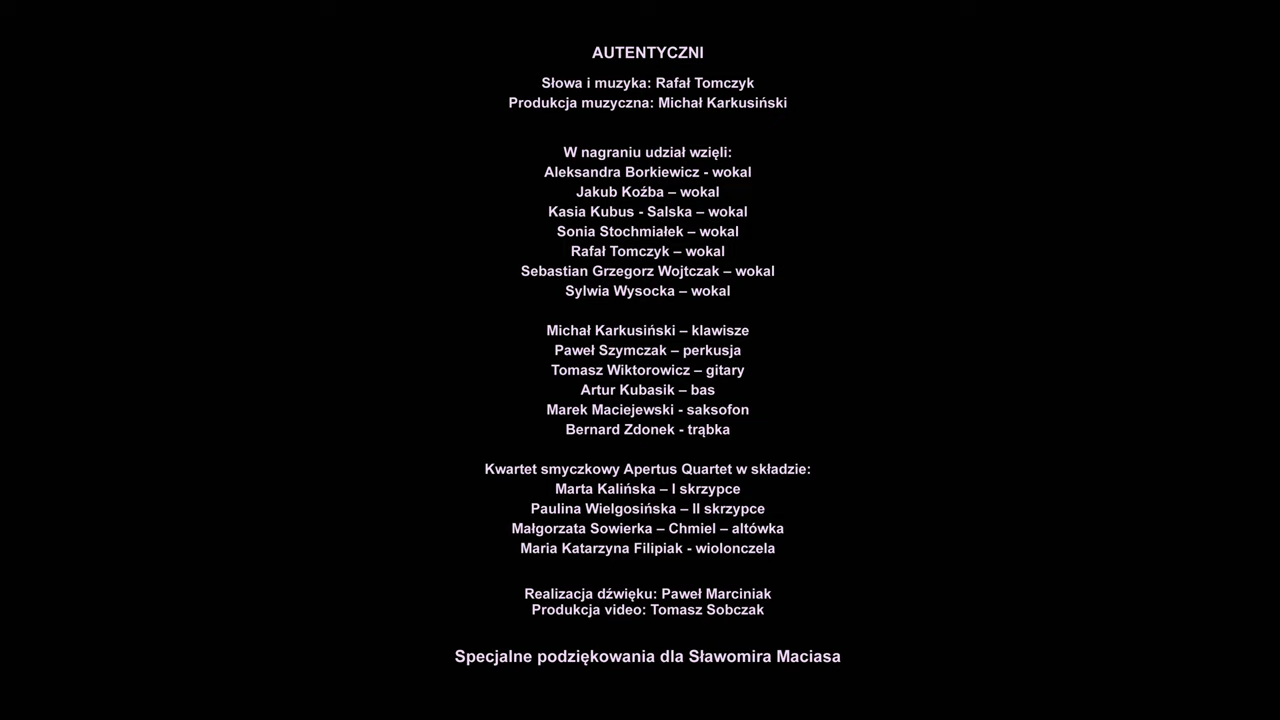 AUTENTYCZNI
Słowa i muzyka: Rafał Tomczyk
Produkcja muzyczna: Michał Karkusiński
W nagraniu udział wzięli:
Aleksandra Borkiewicz - wokal
Jakub Koźba – wokal
Kasia Kubus - Salska – wokal
Sonia Stochmiałek – wokal
Rafał Tomczyk – wokal
Sebastian Grzegorz Wojtczak – wokal
Sylwia Wysocka – wokal
Michał Karkusiński – klawisze
Paweł Szymczak – perkusja
Tomasz Wiktorowicz – gitary
Artur Kubasik – bas
Marek Maciejewski - saksofon
Bernard Zdonek - trąbka
Kwartet smyczkowy Apertus Quartet w składzie:
Marta Kalińska – I skrzypce
Paulina Wielgosińska – II skrzypce
Małgorzata Sowierka – Chmiel – altówka
Maria Katarzyna Filipiak - wiolonczela
Realizacja dźwięku: Paweł Marciniak
Produkcja video: Tomasz Sobczak
Specjalne podziękowania dla Sławomira Maciasa